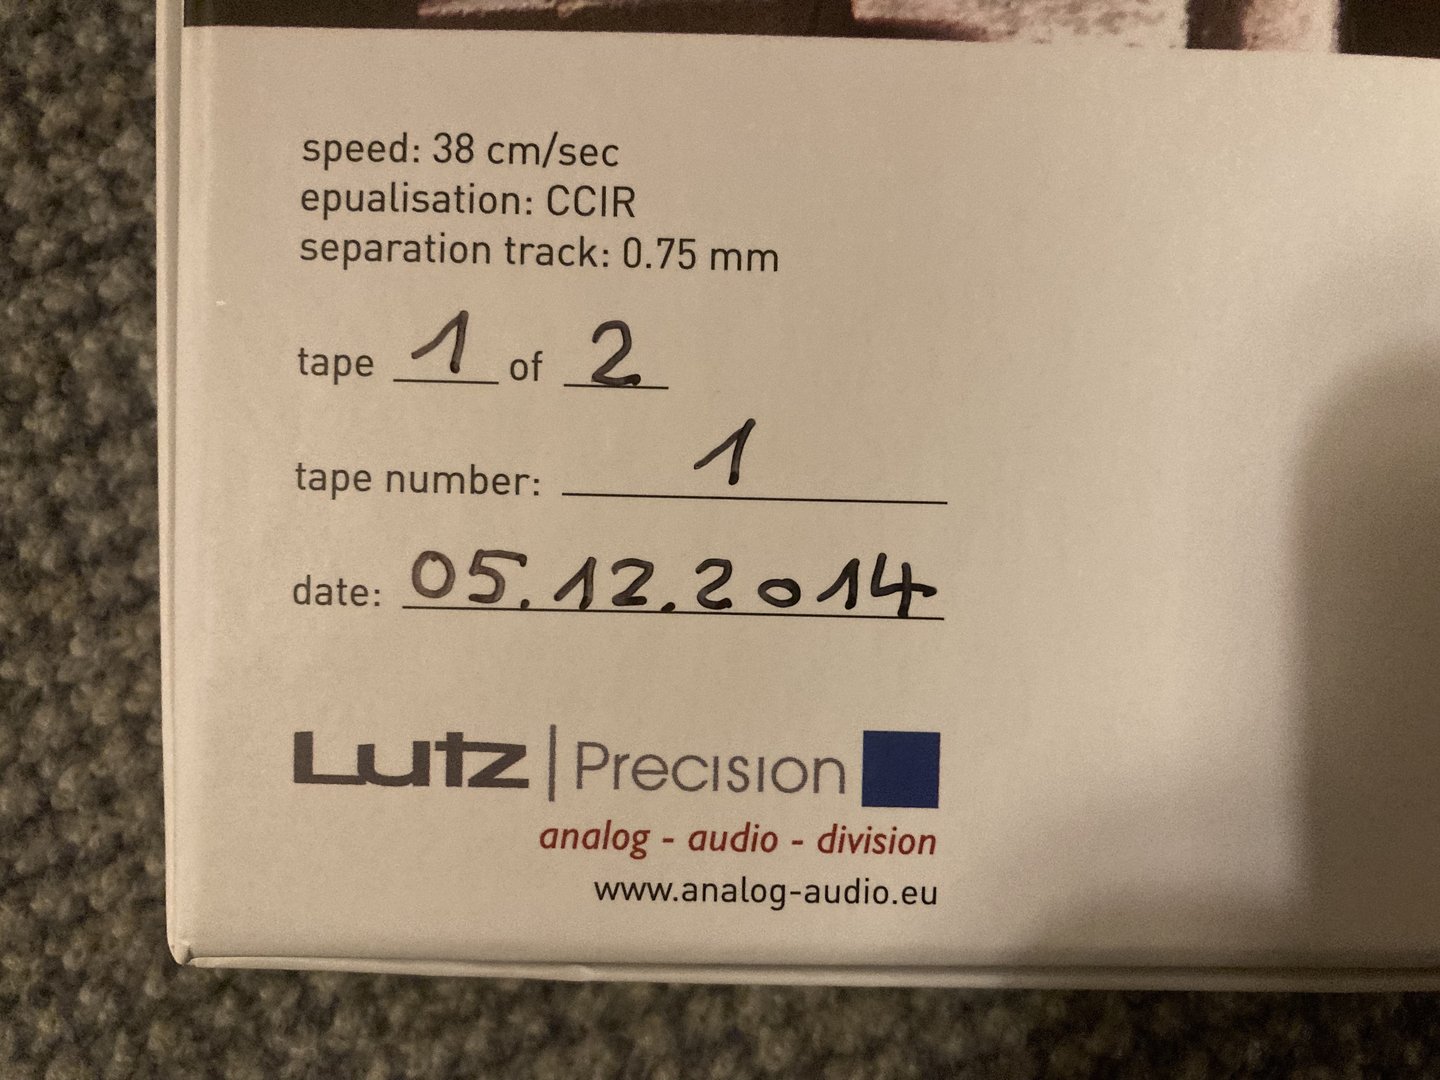 speed: 38 cm/sec
epualisation: CCIR
separation track: 0.75 mm
tape 1 of 2
tape number: 1
date: 05.12.2014
Lutz | Precision
analog - audio - division
www.analog-audio.eu